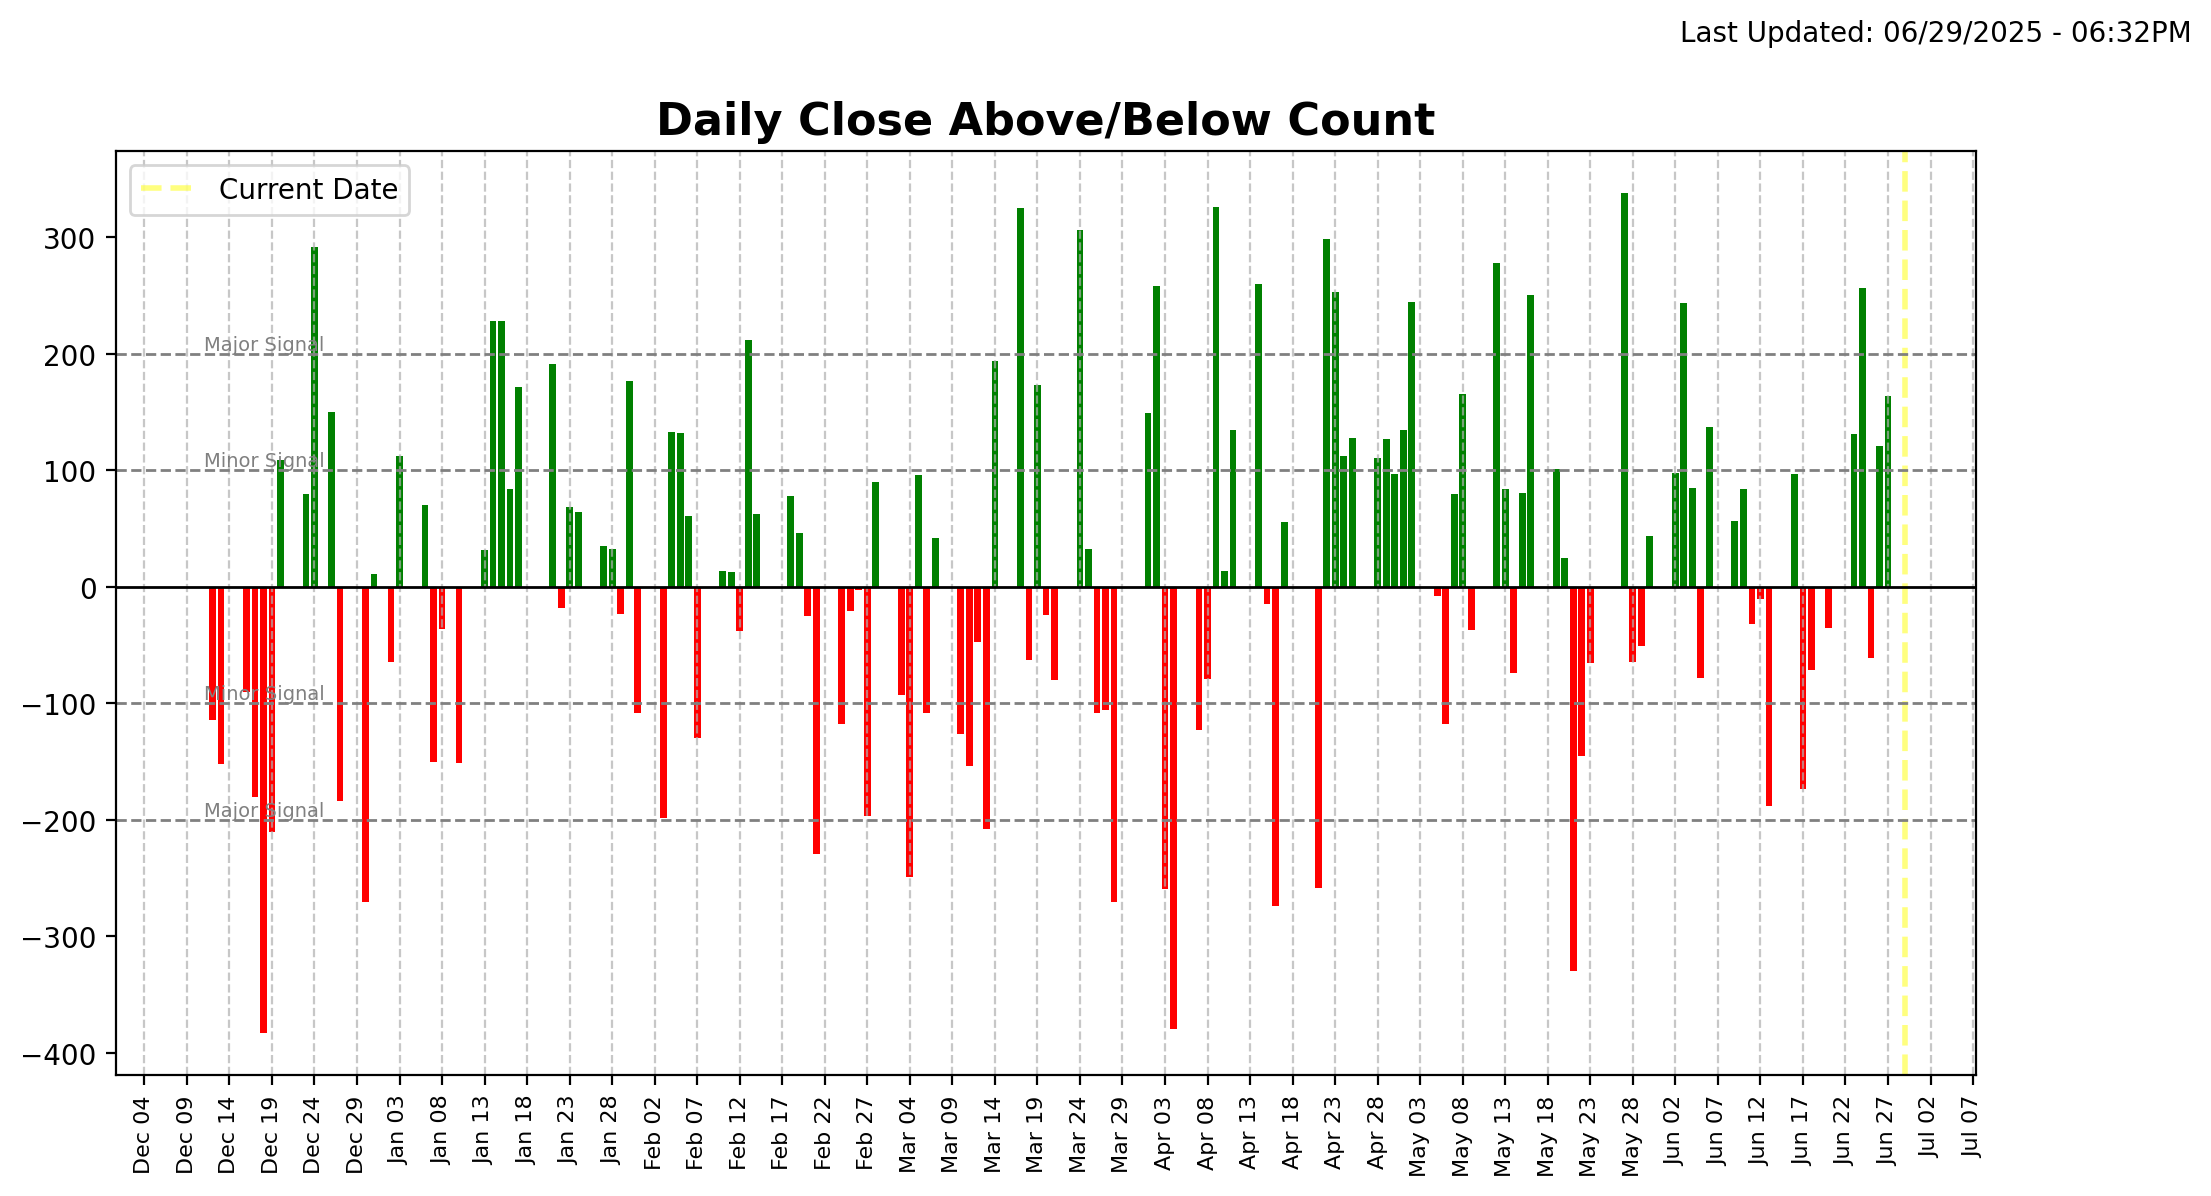 Last Updated: 06/29/2025 - 06:32PM
Daily Close Above/Below Count
Current Date
300
200
100
0
−100
−200
−300
−400
Major Signal
Minor Signal
Minor Signal
Major Signal
Dec 04
Dec 09
Dec 14
Dec 19
Dec 24
Dec 29
Jan 03
Jan 08
Jan 13
Jan 18
Jan 23
Jan 28
Feb 02
Feb 07
Feb 12
Feb 17
Feb 22
Feb 27
Mar 04
Mar 09
Mar 14
Mar 19
Mar 24
Mar 29
Apr 03
Apr 08
Apr 13
Apr 18
Apr 23
Apr 28
May 03
May 08
May 13
May 18
May 23
May 28
Jun 02
Jun 07
Jun 12
Jun 17
Jun 22
Jun 27
Jul 02
Jul 07